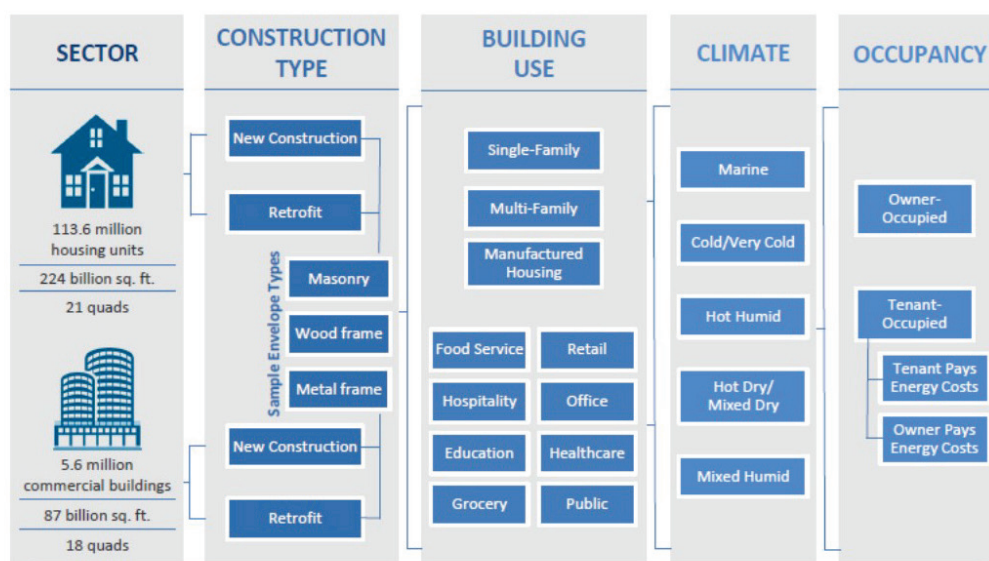 SECTOR
113.6 million
housing units
224 billion sq. ft.
21 quads
5.6 million
commercial buildings
87 billion sq. ft.
18 quads
CONSTRUCTION
TYPE
New Construction
Retrofit
Sample Envelope Types
Masonry
Wood frame
Metal frame
New Construction
Retrofit
BUILDING
USE
Single-Family
Multi-Family
Manufactured
Housing
Food Service
Retail
Hospitality
Office
Education
Healthcare
Grocery
Public
CLIMATE
Marine
Cold/Very Cold
Hot Humid
Hot Dry/
Mixed Dry
Mixed Humid
OCCUPANCY
Owner-
Occupied
Tenant-
Occupied
Tenant Pays
Energy Costs
Owner Pays
Energy Costs